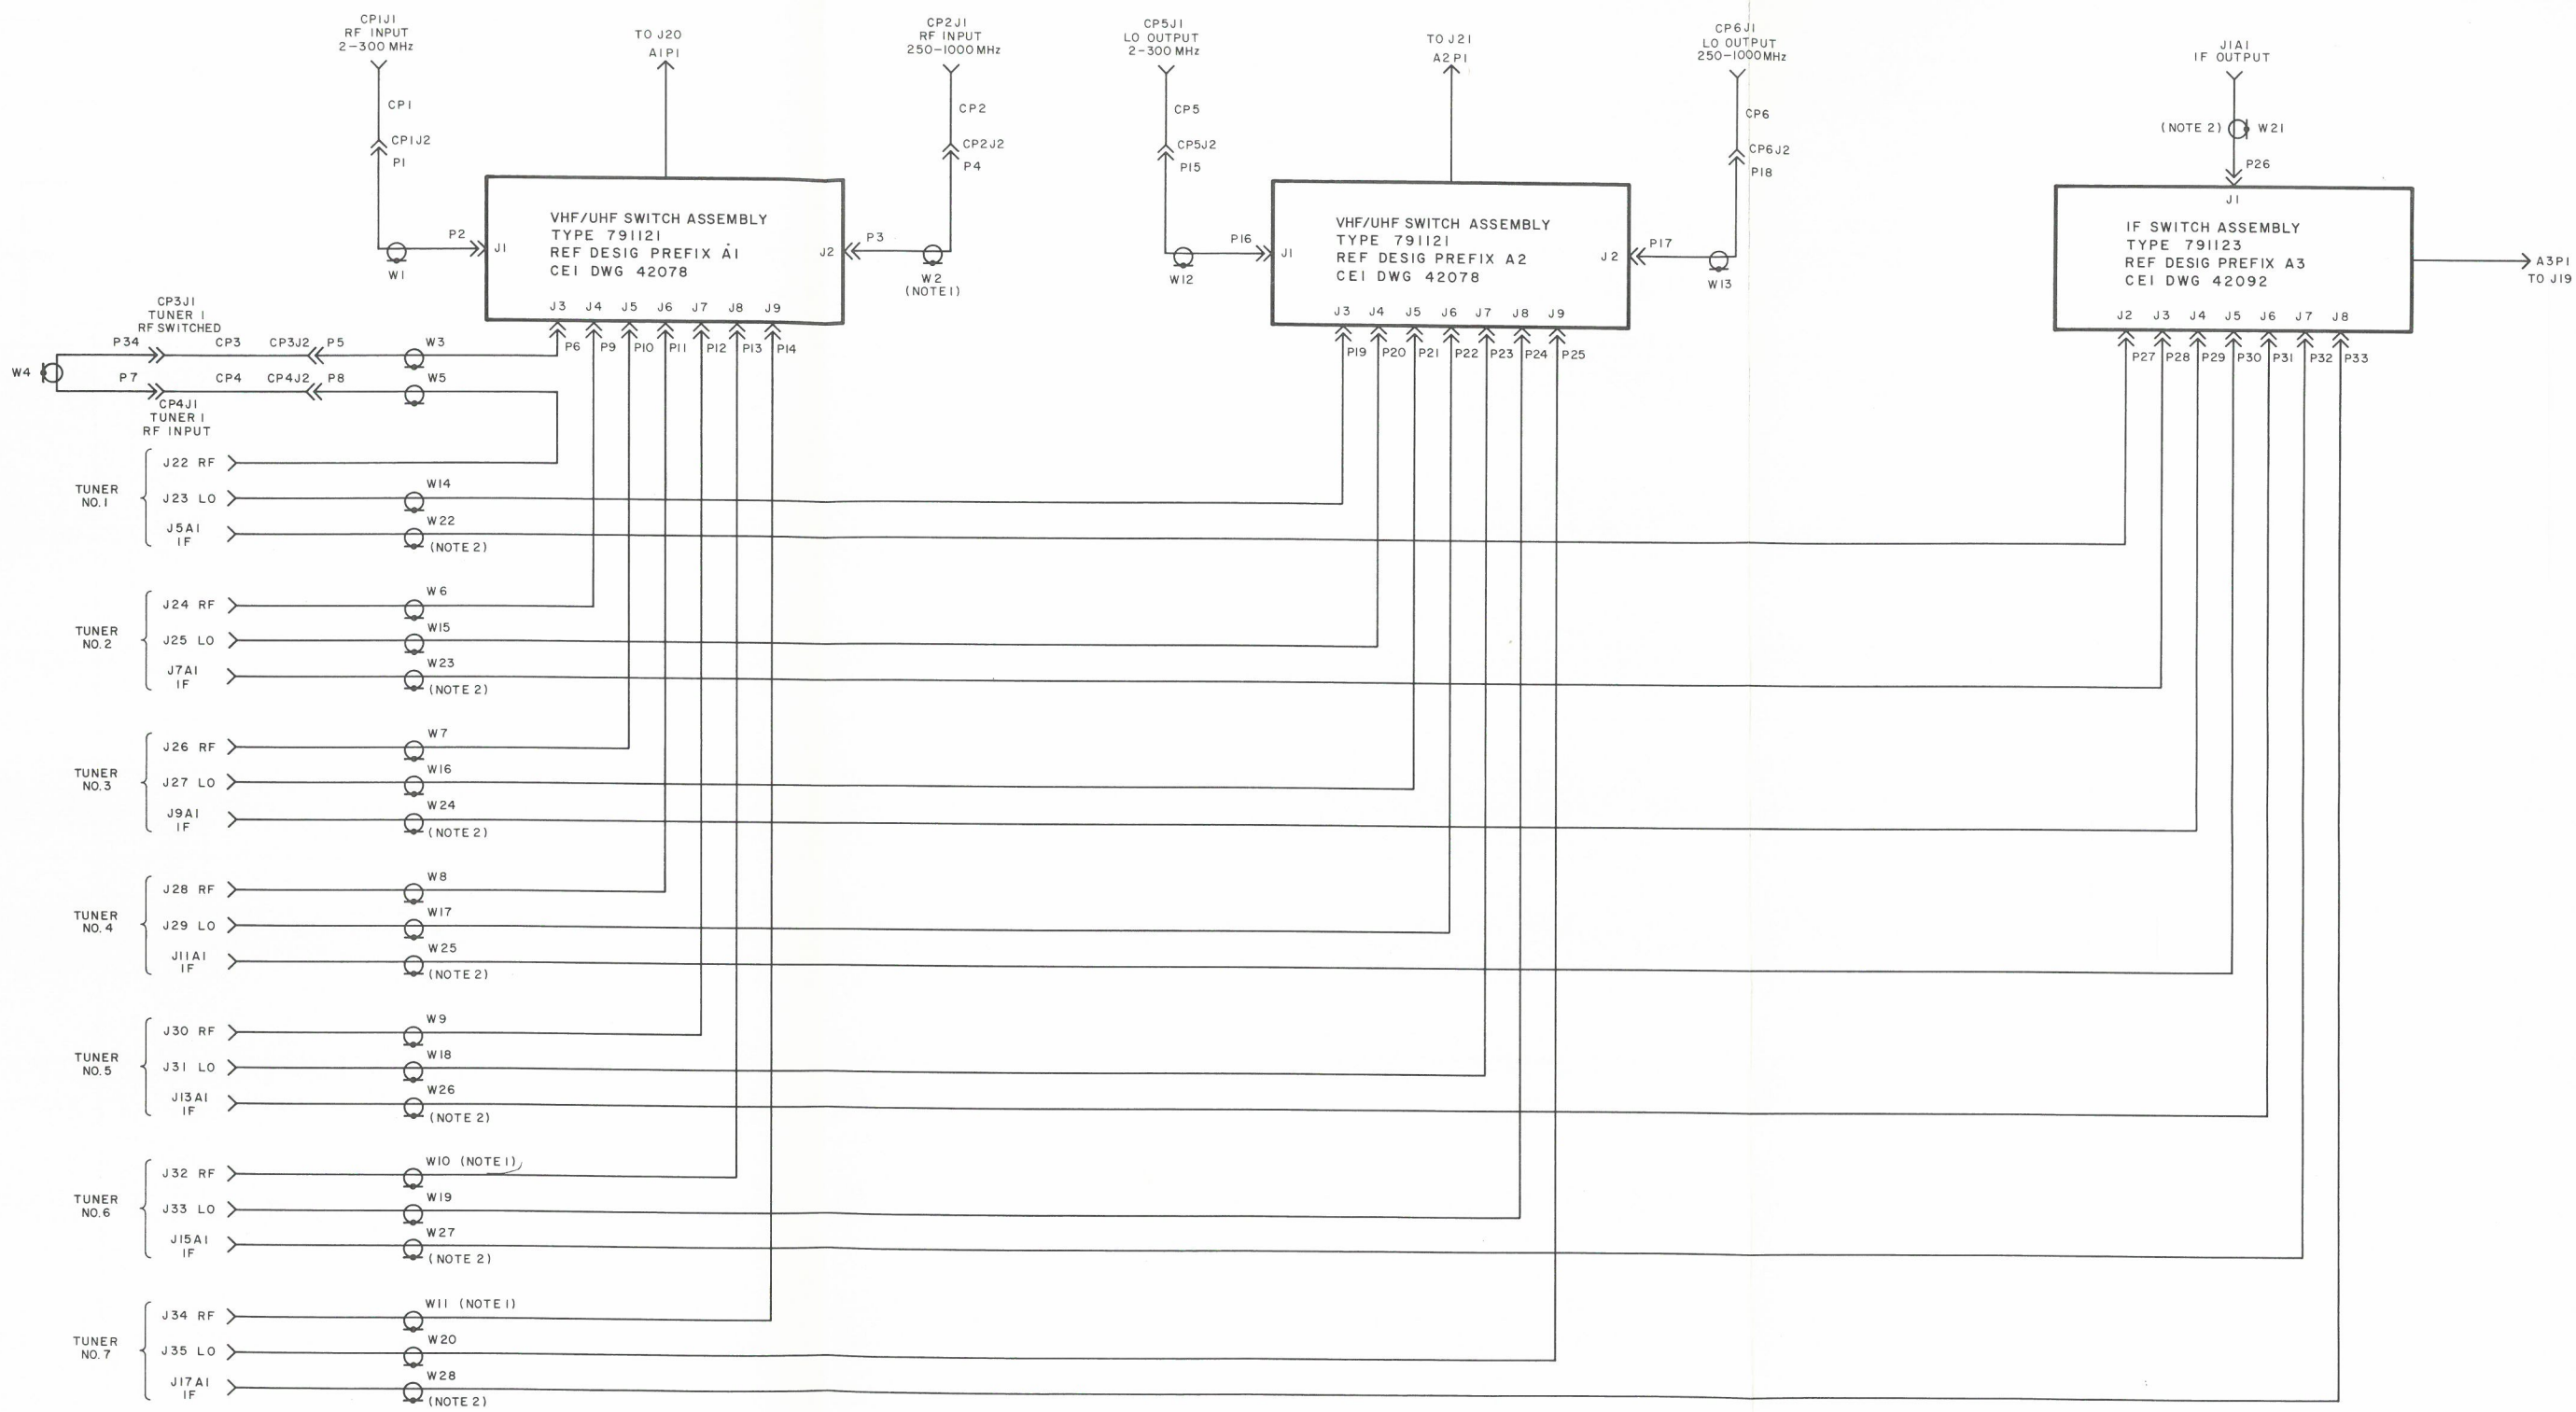 CP1J1
RF INPUT
2-300 MHz
CP1
CP1J2
P1
P2
W1
TO J20
A1P1
CP2J1
RF INPUT
250-1000MHz
CP2
CP2J2
P4
P3
W2
(NOTE1)
VHF/UHF SWITCH ASSEMBLY
TYPE 791121
REF DESIG PREFIX A1
CEI DWG 42078
J1
J2
J3 J4 J5 J6 J7 J8 J9
P6 P9 P10 P11 P12 P13 P14
CP5J1
LO OUTPUT
2-300 MHz
CP5
CP5J2
P15
P16
W12
TO J21
A2P1
CP6J1
LO OUTPUT
250-1000MHz
CP6
CP6J2
P18
P17
W13
VHF/UHF SWITCH ASSEMBLY
TYPE 791121
REF DESIG PREFIX A2
CEI DWG 42078
J1
J2
J3 J4 J5 J6 J7 J8 J9
P19 P20 P21 P22 P23 P24 P25
J1A1
IF OUTPUT
(NOTE 2) W21
P26
J1
IF SWITCH ASSEMBLY
TYPE 791123
REF DESIG PREFIX A3
CEI DWG 42092
A3P1
TO J19
J2 J3 J4 J5 J6 J7 J8
P27 P28 P29 P30 P31 P32 P33
CP3J1
TUNER 1
RF SWITCHED
P34 CP3 CP3J2 P5 W3
W4
P7 CP4 CP4J2 P8 W5
CP4J1
TUNER 1
RF INPUT
TUNER
NO.1
J22 RF
J23 LO W14
J5A1
IF
W22
(NOTE 2)
TUNER
NO.2
J24 RF W6
J25 LO W15
J7A1
IF
W23
(NOTE 2)
TUNER
NO.3
J26 RF W7
J27 LO W16
J9A1
IF
W24
(NOTE 2)
TUNER
NO.4
J28 RF W8
J29 LO W17
J11A1
IF
W25
(NOTE 2)
TUNER
NO.5
J30 RF W9
J31 LO W18
J13A1
IF
W26
(NOTE 2)
TUNER
NO.6
J32 RF W10 (NOTE1)
J33 LO W19
J15A1
IF
W27
(NOTE 2)
TUNER
NO.7
J34 RF W11 (NOTE1)
J35 LO W20
J17A1
IF
W28
(NOTE 2)